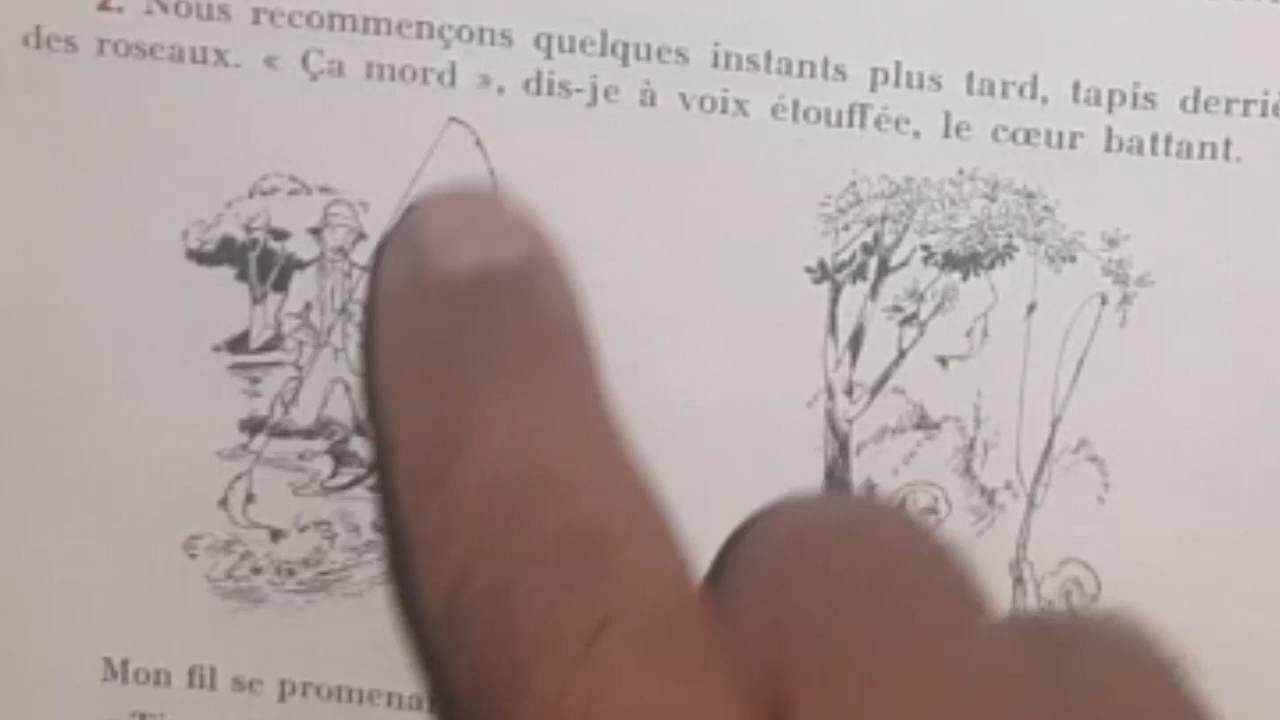 2. Nous recommençons quelques instants plus tard, tapis derriè
des roseaux. « Ça mord », dis-je à voix étouffée, le cœur battant.
Mon fil se promena